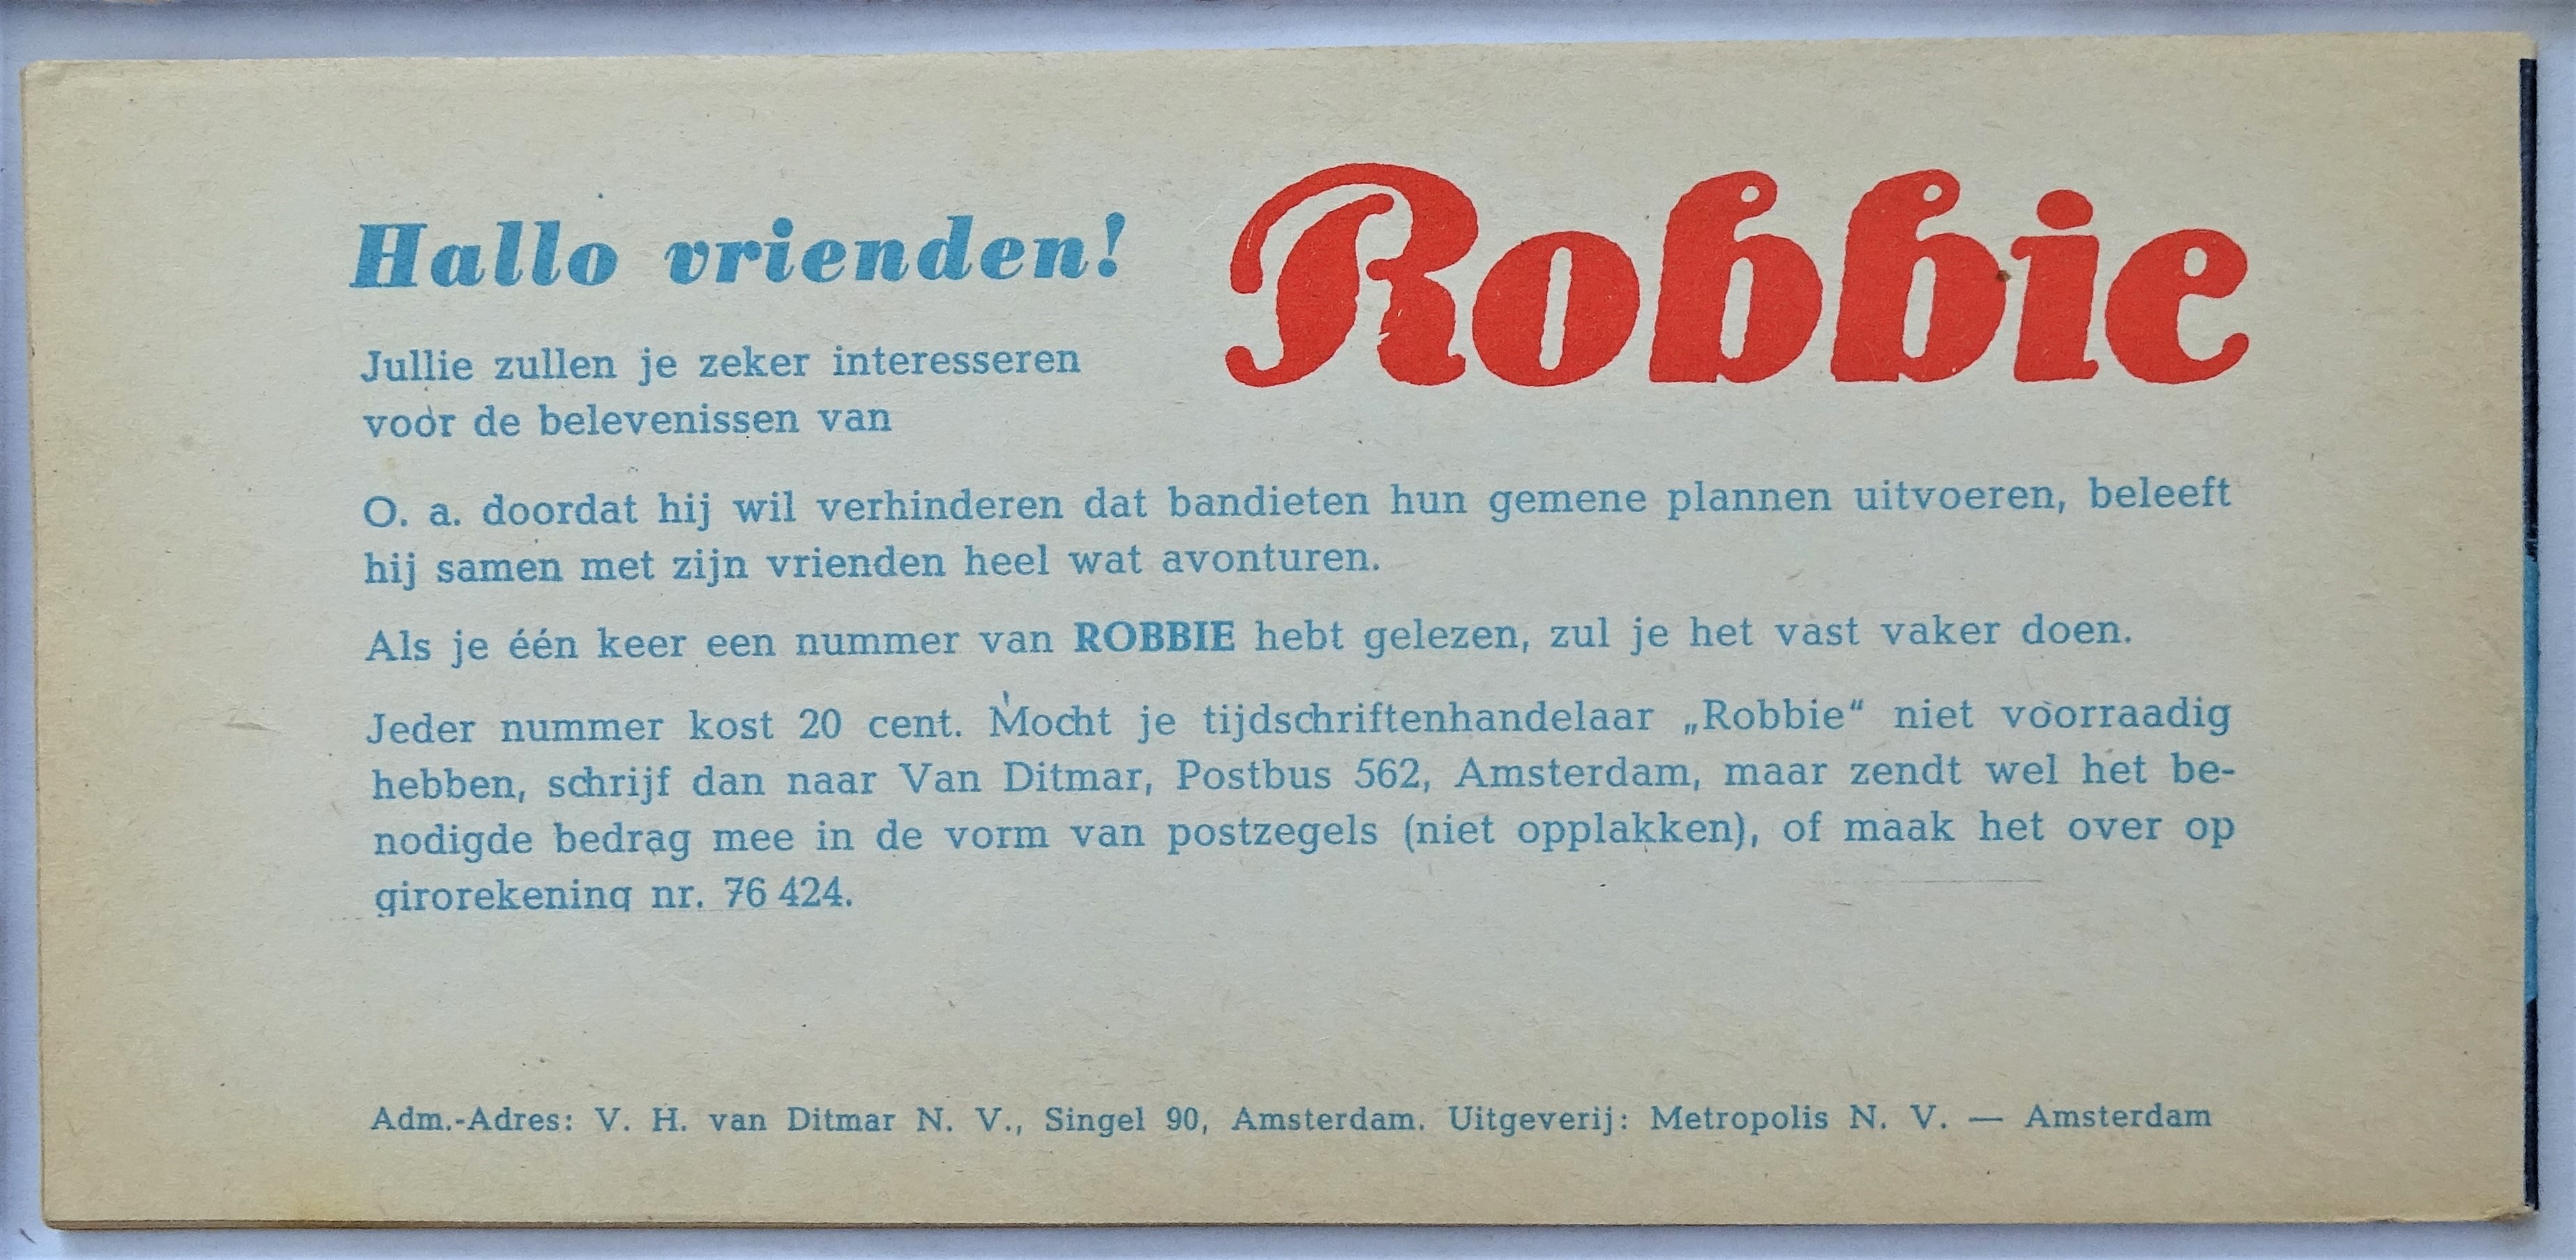 Hallo vrienden!
Jullie zullen je zeker interesseren
voor de belevenissen van
Robbie
O. a. doordat hij wil verhinderen dat bandieten hun gemene plannen uitvoeren, beleeft
hij samen met zijn vrienden heel wat avonturen.
Als je één keer een nummer van ROBBIE hebt gelezen, zul je het vast vaker doen.
Jeder nummer kost 20 cent. Mocht je tijdschriftenhandelaar „Robbie“ niet voorraadig
hebben, schrijf dan naar Van Ditmar, Postbus 562, Amsterdam, maar zendt wel het be-
nodigde bedrag mee in de vorm van postzegels (niet opplakken), of maak het over op
girorekening nr. 76 424.
Adm.-Adres: V. H. van Ditmar N. V., Singel 90, Amsterdam. Uitgeverij: Metropolis N. V. — Amsterdam